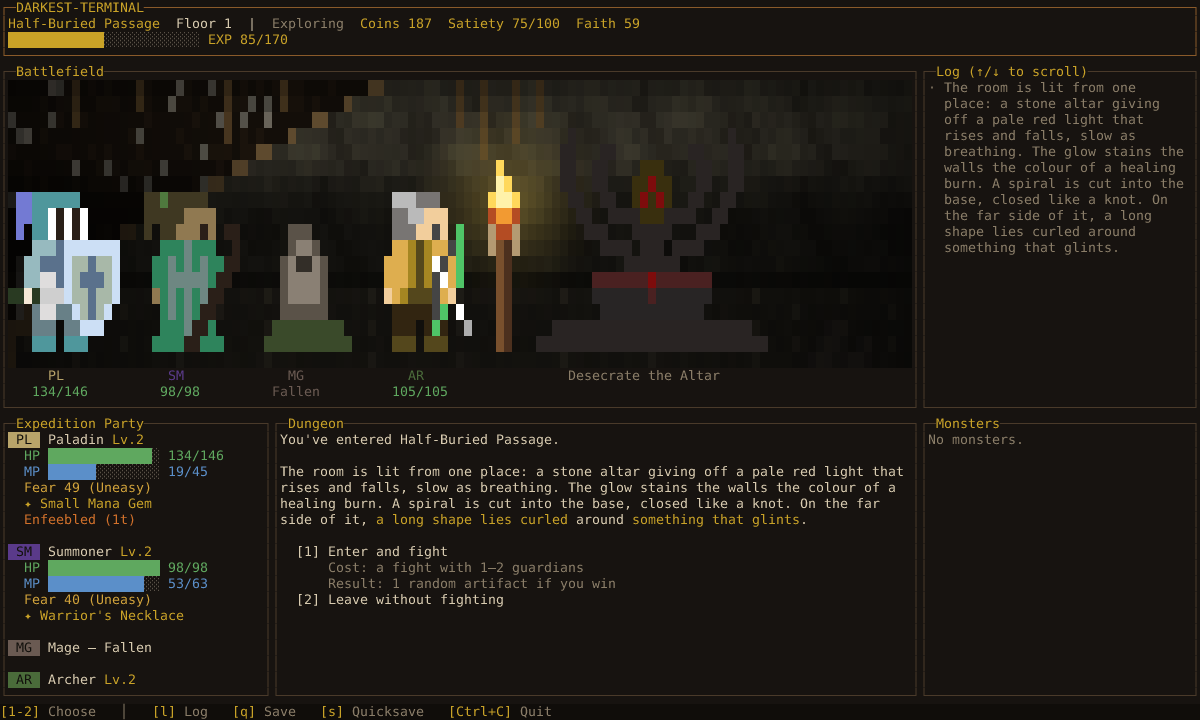 DARKEST-TERMINAL
Half-Buried Passage  Floor 1  |  Exploring  Coins 187  Satiety 75/100  Faith 59
EXP 85/170
Battlefield
PL SM MG AR Desecrate the Altar
134/146 98/98 Fallen 105/105
Log (↑/↓ to scroll)
· The room is lit from one
place: a stone altar giving
off a pale red light that
rises and falls, slow as
breathing. The glow stains the
walls the colour of a healing
burn. A spiral is cut into the
base, closed like a knot. On
the far side of it, a long
shape lies curled around
something that glints.
Expedition Party
PL Paladin Lv.2
HP 134/146
MP 19/45
Fear 49 (Uneasy)
✦ Small Mana Gem
Enfeebled (1t)
SM Summoner Lv.2
HP 98/98
MP 53/63
Fear 40 (Uneasy)
✦ Warrior's Necklace
MG Mage — Fallen
AR Archer Lv.2
Dungeon
You've entered Half-Buried Passage.
The room is lit from one place: a stone altar giving off a pale red light that
rises and falls, slow as breathing. The glow stains the walls the colour of a
healing burn. A spiral is cut into the base, closed like a knot. On the far
side of it, a long shape lies curled around something that glints.
[1] Enter and fight
Cost: a fight with 1–2 guardians
Result: 1 random artifact if you win
[2] Leave without fighting
Monsters
No monsters.
[1-2] Choose │ [l] Log [q] Save [s] Quicksave [Ctrl+C] Quit